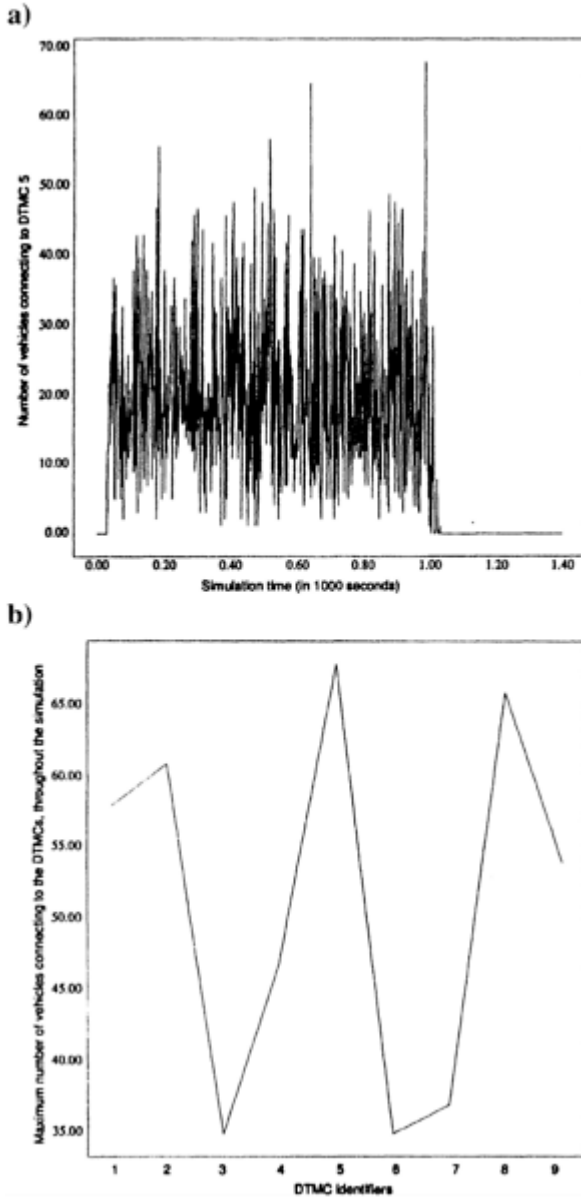 a)
Number of vehicles connecting to DTMC 5
70.00
60.00
50.00
40.00
30.00
20.00
10.00
0.00
0.00 0.20 0.40 0.60 0.80 1.00 1.20 1.40
Simulation time (in 1000 seconds)
b)
Maximum number of vehicles connecting to the DTMCs, throughout the simulation
65.00
60.00
55.00
50.00
45.00
40.00
35.00
1 2 3 4 5 6 7 8 9
DTMC identifiers